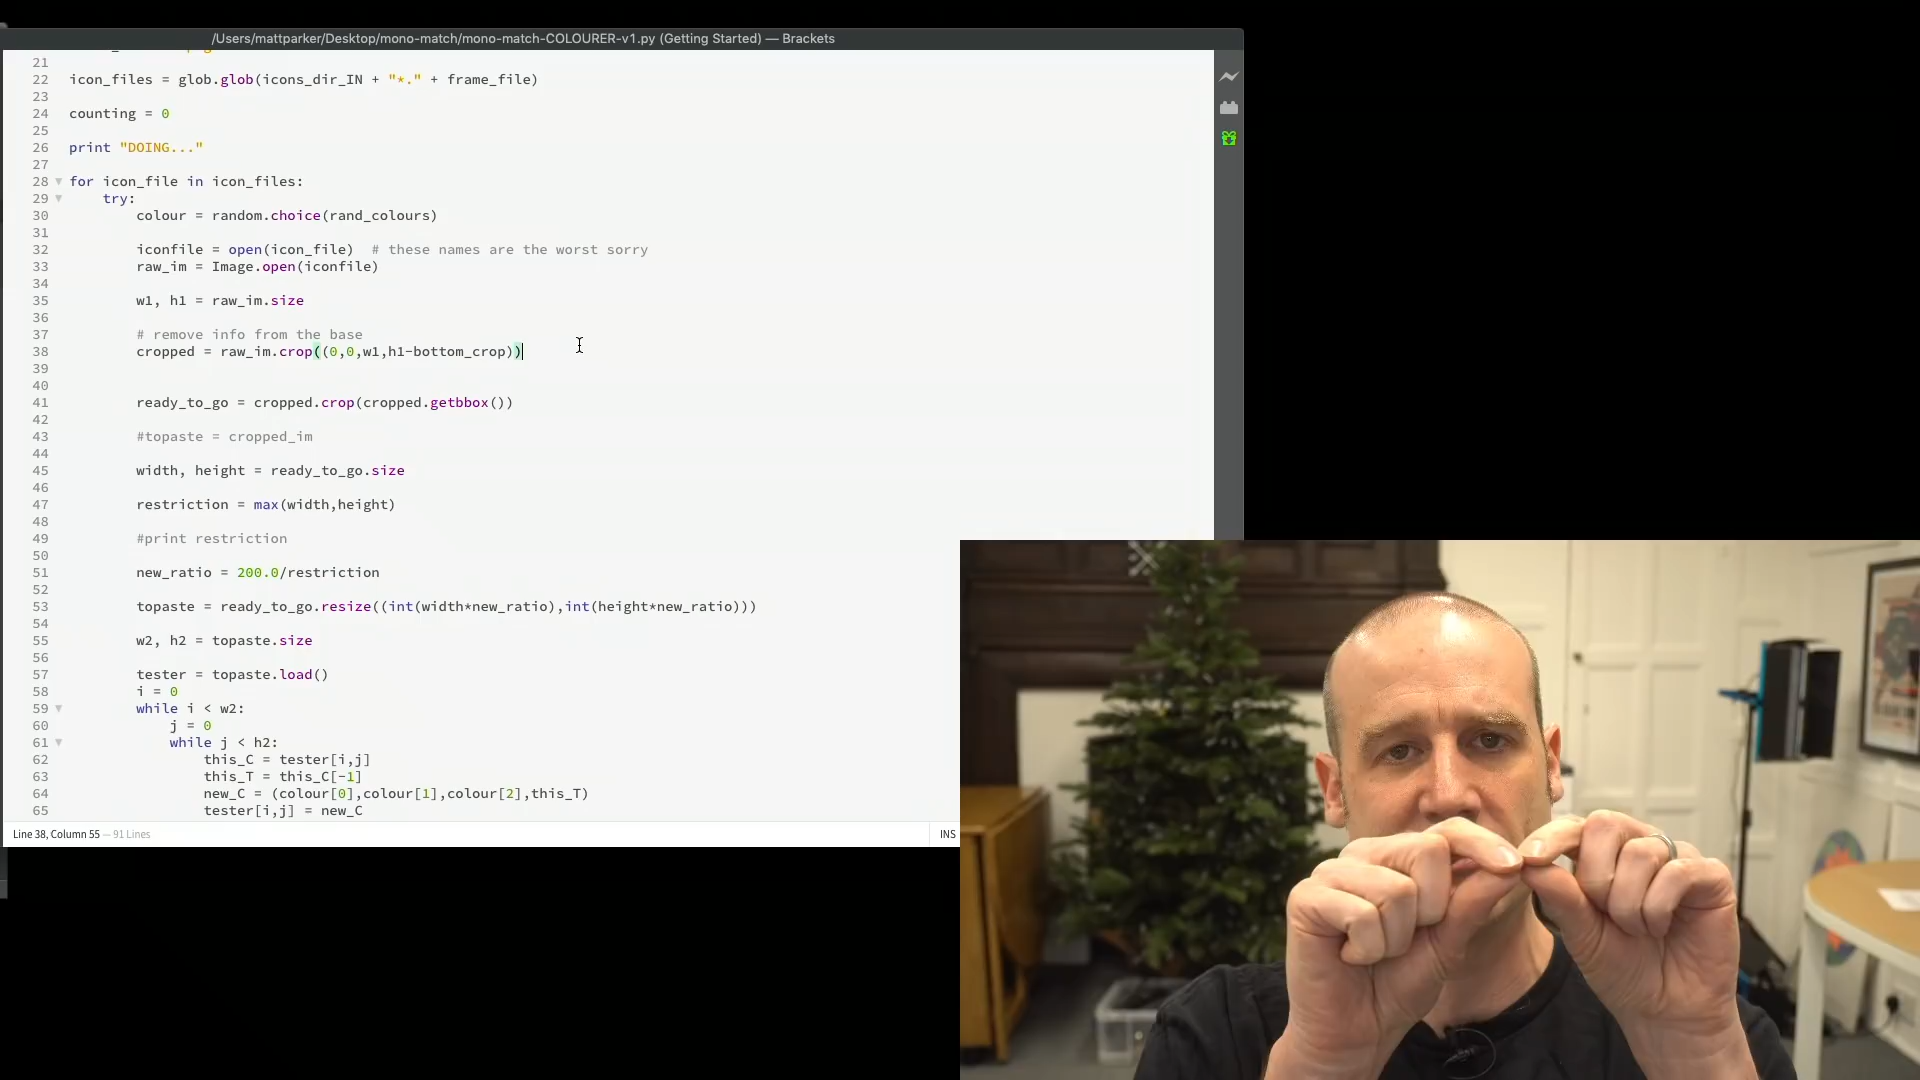 /Users/mattparker/Desktop/mono-match/mono-match-COLOURER-v1.py (Getting Started) — Brackets
21
22 icon_files = glob.glob(icons_dir_IN + "*." + frame_file)
23
24 counting = 0
25
26 print "DOING..."
27
28 for icon_file in icon_files:
29 try:
30 colour = random.choice(rand_colours)
31
32 iconfile = open(icon_file)  # these names are the worst sorry
33 raw_im = Image.open(iconfile)
34
35 w1, h1 = raw_im.size
36
37 # remove info from the base
38 cropped = raw_im.crop((0,0,w1,h1-bottom_crop))
39
40
41 ready_to_go = cropped.crop(cropped.getbbox())
42
43 #topaste = cropped_im
44
45 width, height = ready_to_go.size
46
47 restriction = max(width,height)
48
49 #print restriction
50
51 new_ratio = 200.0/restriction
52
53 topaste = ready_to_go.resize((int(width*new_ratio),int(height*new_ratio)))
54
55 w2, h2 = topaste.size
56
57 tester = topaste.load()
58 i = 0
59 while i < w2:
60 j = 0
61 while j < h2:
62 this_C = tester[i,j]
63 this_T = this_C[-1]
64 new_C = (colour[0],colour[1],colour[2],this_T)
65 tester[i,j] = new_C
Line 38, Column 55 — 91 Lines
INS